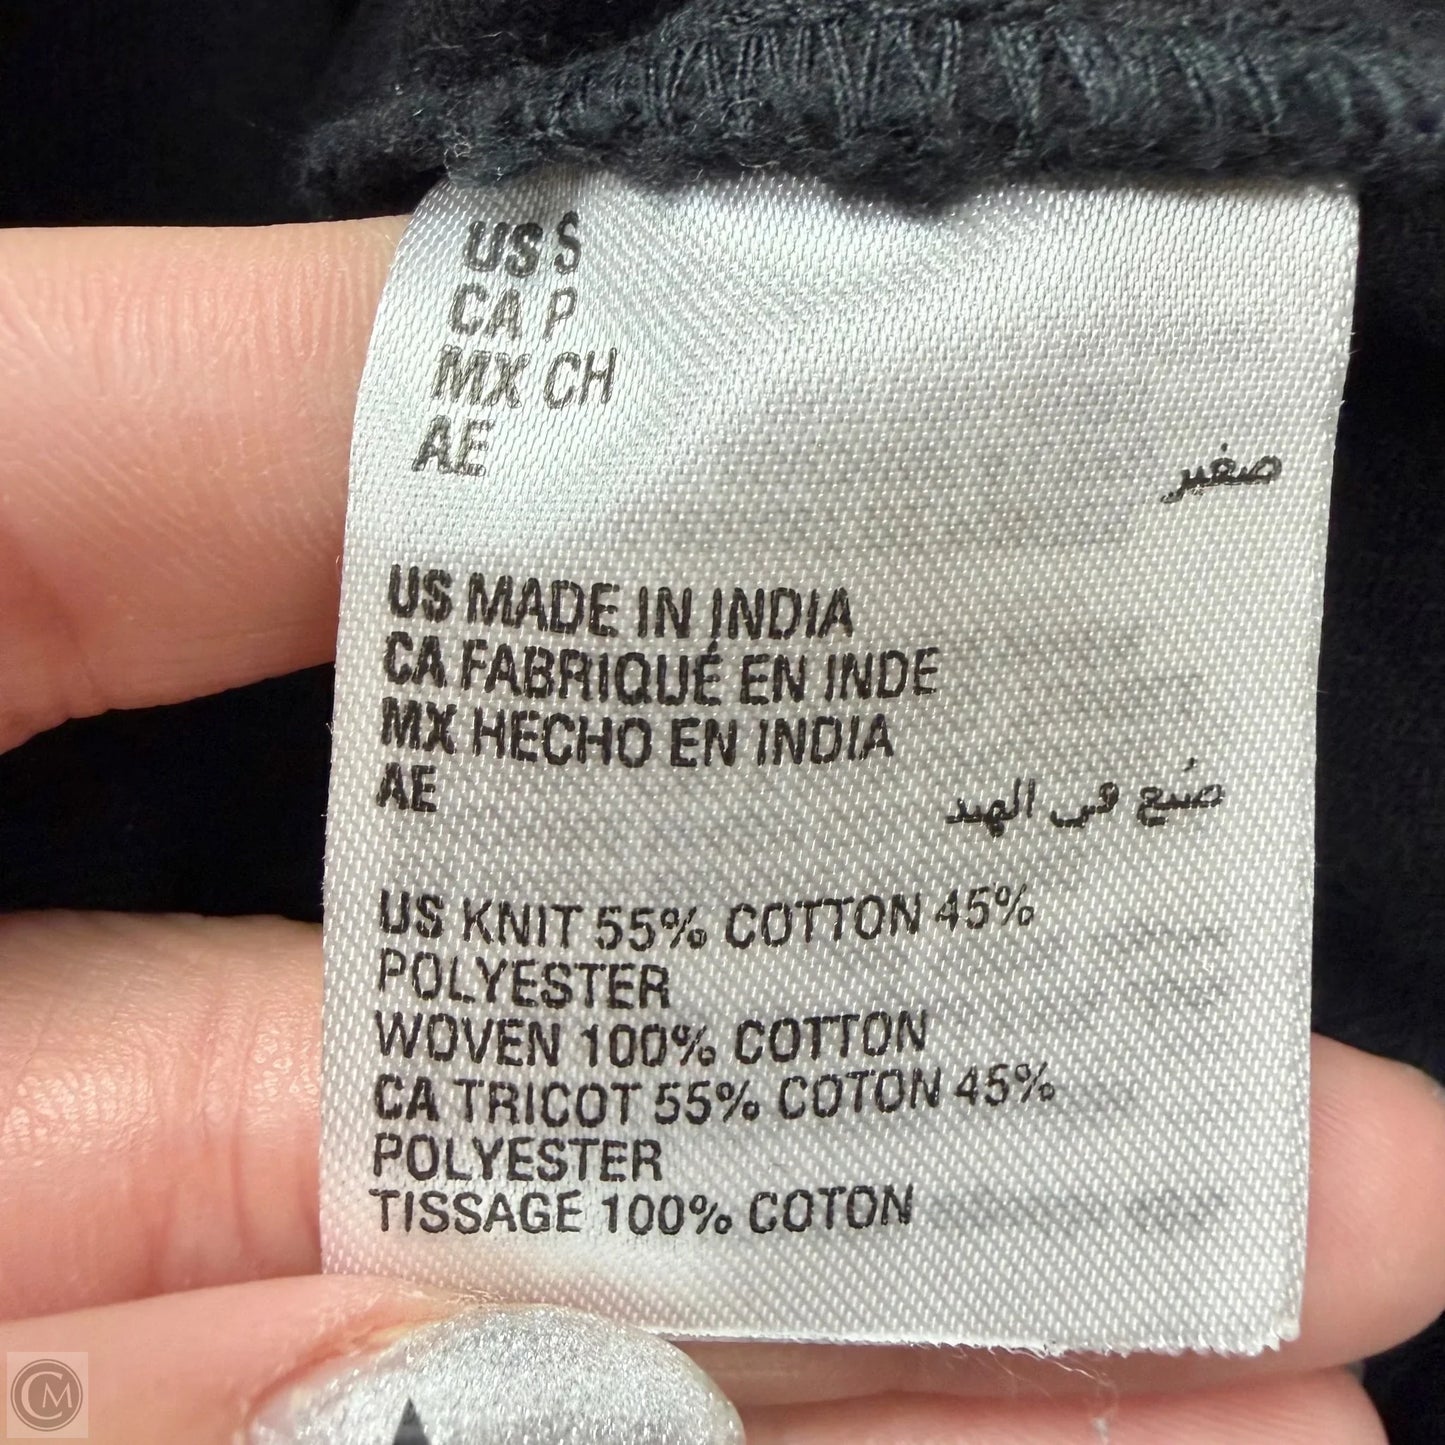 US S
CA P
MX CH
AE صغير
US MADE IN INDIA
CA FABRIQUÉ EN INDE
MX HECHO EN INDIA
AE صُنِع في الهند
US KNIT 55% COTTON 45%
POLYESTER
WOVEN 100% COTTON
CA TRICOT 55% COTON 45%
POLYESTER
TISSAGE 100% COTON
CM